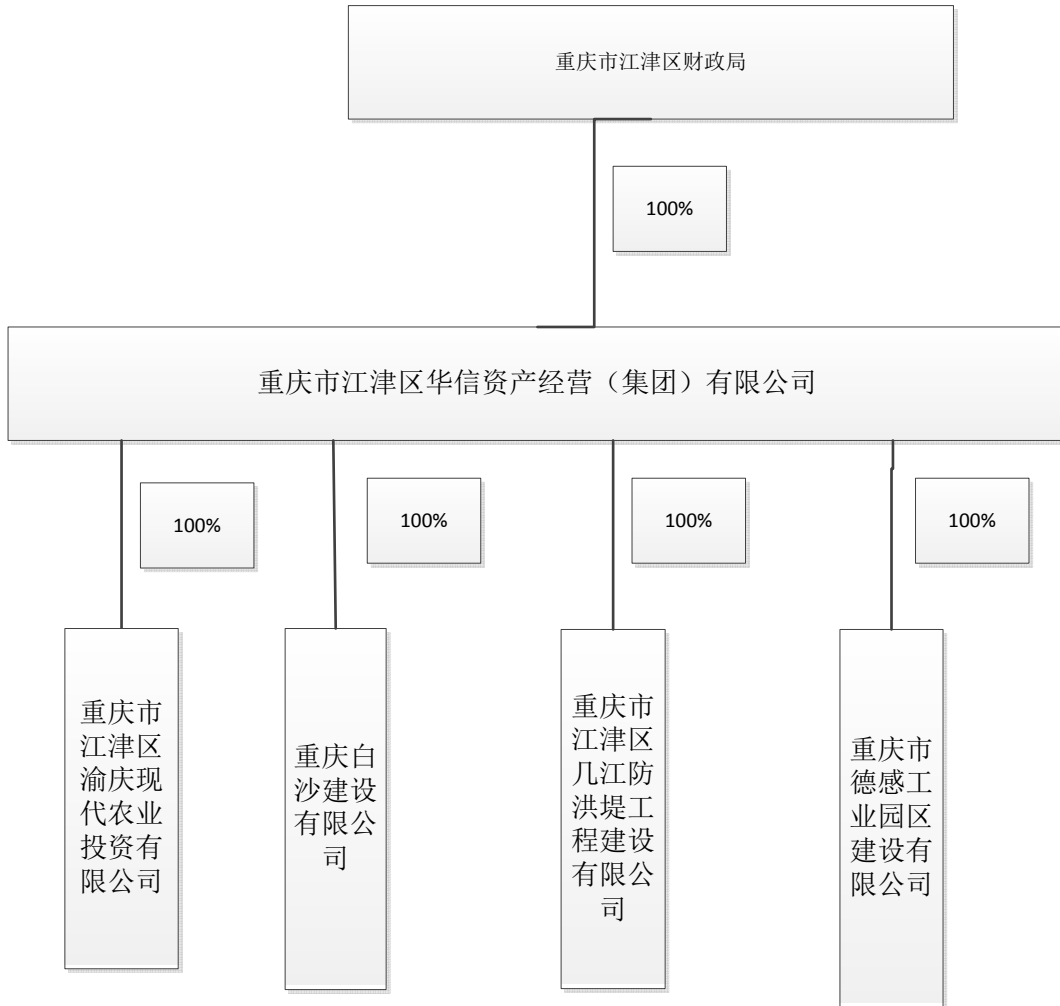 重庆市江津区财政局
100%
重庆市江津区华信资产经营（集团）有限公司
100%
100%
100%
100%
重庆市
江津区
渝庆现
代农业
投资有
限公司
重庆白
沙建设
有限公
司
重庆市
江津区
几江防
洪堤工
程建设
有限公
司
重庆市
德感工
业园区
建设有
限公司